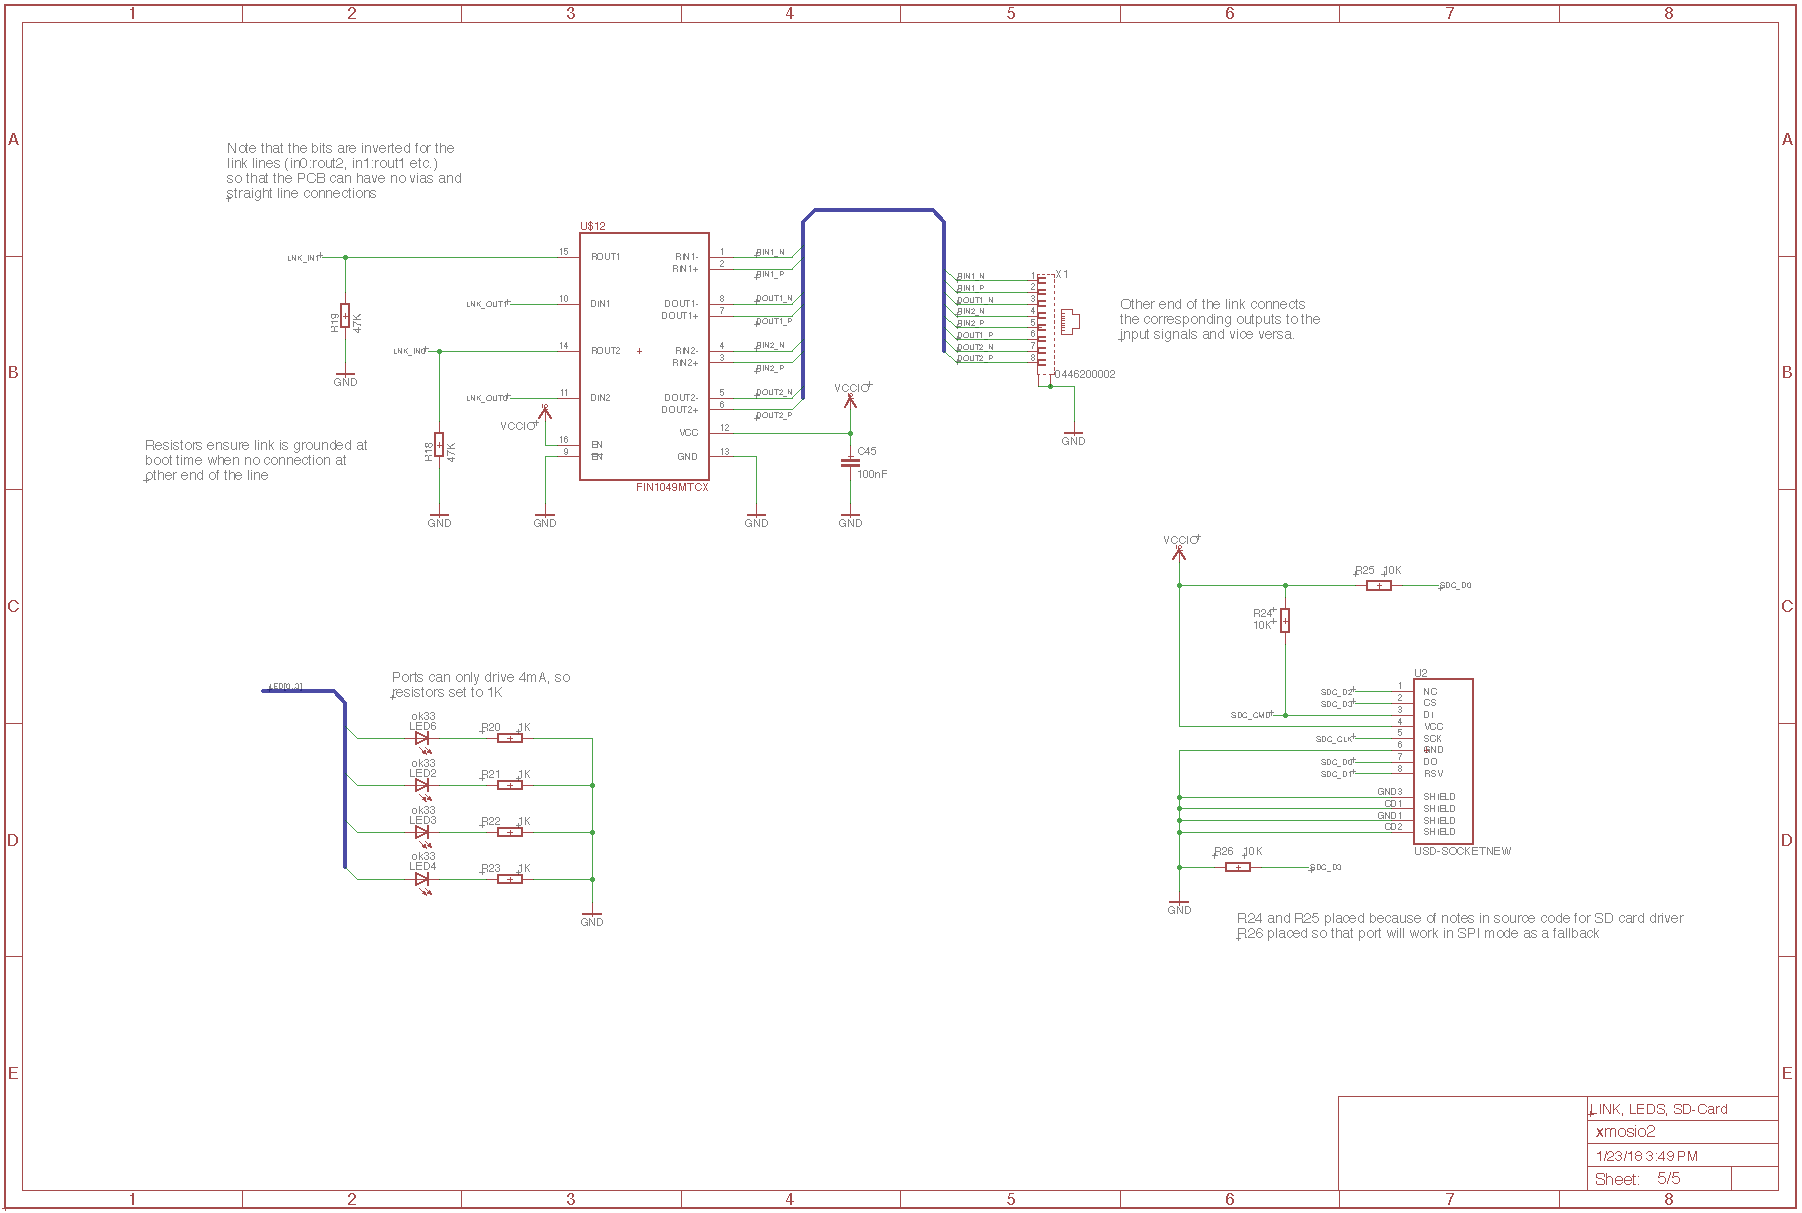 1 2 3 4 5 6 7 8
A A
B B
C C
D D
E E
Note that the bits are inverted for the
link lines (in0:rout2, in1:rout1 etc.)
so that the PCB can have no vias and
straight line connections
U$12
LNK_IN1
15 ROUT1
LNK_OUT1
10 DIN1
LNK_IN0
14 ROUT2
LNK_OUT0
11 DIN2
VCCIO
16 EN
9 EN
RIN1- 1 RIN1_N
RIN1+ 2 RIN1_P
DOUT1- 8 DOUT1_N
DOUT1+ 7 DOUT1_P
RIN2- 4 RIN2_N
RIN2+ 3 RIN2_P
DOUT2- 5 DOUT2_N
DOUT2+ 6 DOUT2_P
VCC 12
GND 13
FIN1049MTCX
R19
47K
GND
R18
47K
GND
GND
GND
VCCIO
C45
100nF
GND
Resistors ensure link is grounded at
boot time when no connection at
other end of the line
RIN1_N 1 X1
RIN1_P 2
DOUT1_N 3
RIN2_N 4
RIN2_P 5
DOUT1_P 6
DOUT2_N 7
DOUT2_P 8
0446200002
GND
Other end of the link connects
the corresponding outputs to the
input signals and vice versa.
LED[0..3]
Ports can only drive 4mA, so
resistors set to 1K
ok33
LED6 R20 1K
ok33
LED2 R21 1K
ok33
LED3 R22 1K
ok33
LED4 R23 1K
GND
VCCIO
R25 10K SDC_D0
R24
10K
U2
SDC_D2 1 NC
SDC_D3 2 CS
SDC_CMD 3 DI
4 VCC
SDC_CLK 5 SCK
6 GND
SDC_D0 7 DO
SDC_D1 8 RSV
GND3 SHIELD
CD1 SHIELD
GND1 SHIELD
CD2 SHIELD
USD-SOCKETNEW
R26 10K
GND
R24 and R25 placed because of notes in source code for SD card driver
R26 placed so that port will work in SPI mode as a fallback
LINK, LEDS, SD-Card
xmosio2
1/23/18 3:49 PM
Sheet: 5/5
1 2 3 4 5 6 7 8